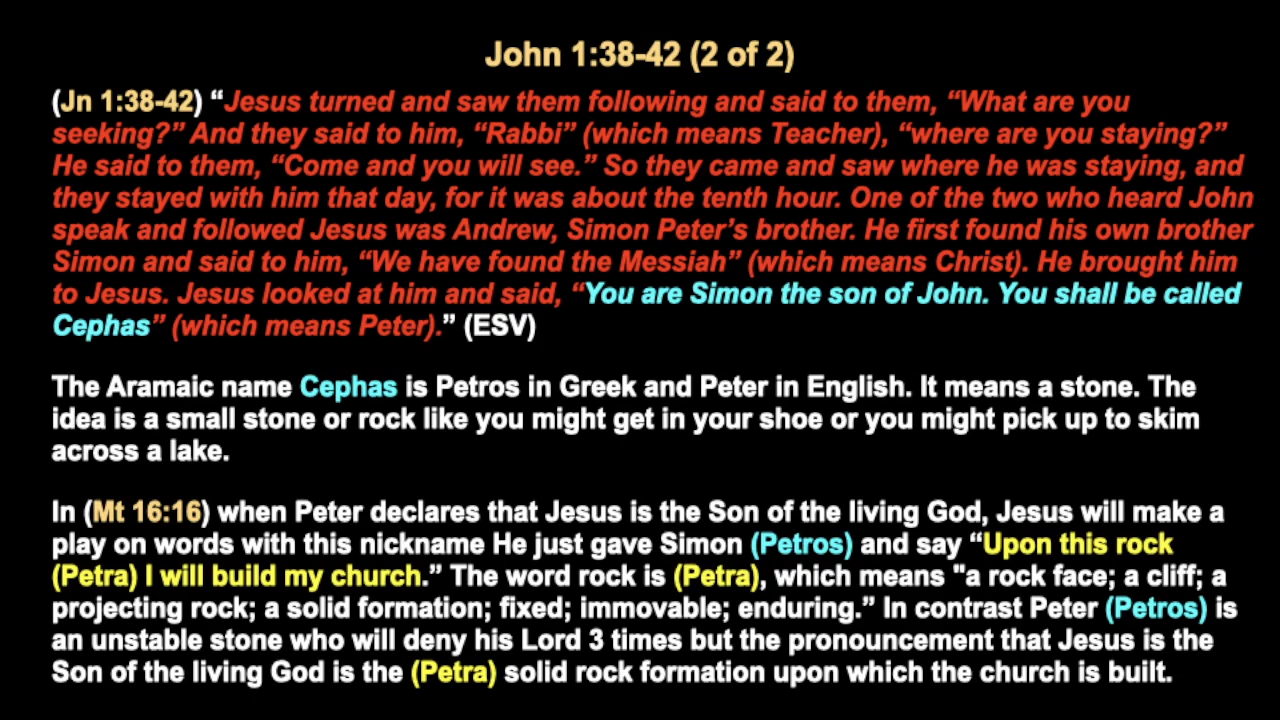 John 1:38-42 (2 of 2)
(Jn 1:38-42) “Jesus turned and saw them following and said to them, “What are you
seeking?” And they said to him, “Rabbi” (which means Teacher), “where are you staying?”
He said to them, “Come and you will see.” So they came and saw where he was staying, and
they stayed with him that day, for it was about the tenth hour. One of the two who heard John
speak and followed Jesus was Andrew, Simon Peter’s brother. He first found his own brother
Simon and said to him, “We have found the Messiah” (which means Christ). He brought him
to Jesus. Jesus looked at him and said, “You are Simon the son of John. You shall be called
Cephas” (which means Peter).” (ESV)
The Aramaic name Cephas is Petros in Greek and Peter in English. It means a stone. The
idea is a small stone or rock like you might get in your shoe or you might pick up to skim
across a lake.
In (Mt 16:16) when Peter declares that Jesus is the Son of the living God, Jesus will make a
play on words with this nickname He just gave Simon (Petros) and say “Upon this rock
(Petra) I will build my church.” The word rock is (Petra), which means "a rock face; a cliff; a
projecting rock; a solid formation; fixed; immovable; enduring.” In contrast Peter (Petros) is
an unstable stone who will deny his Lord 3 times but the pronouncement that Jesus is the
Son of the living God is the (Petra) solid rock formation upon which the church is built.